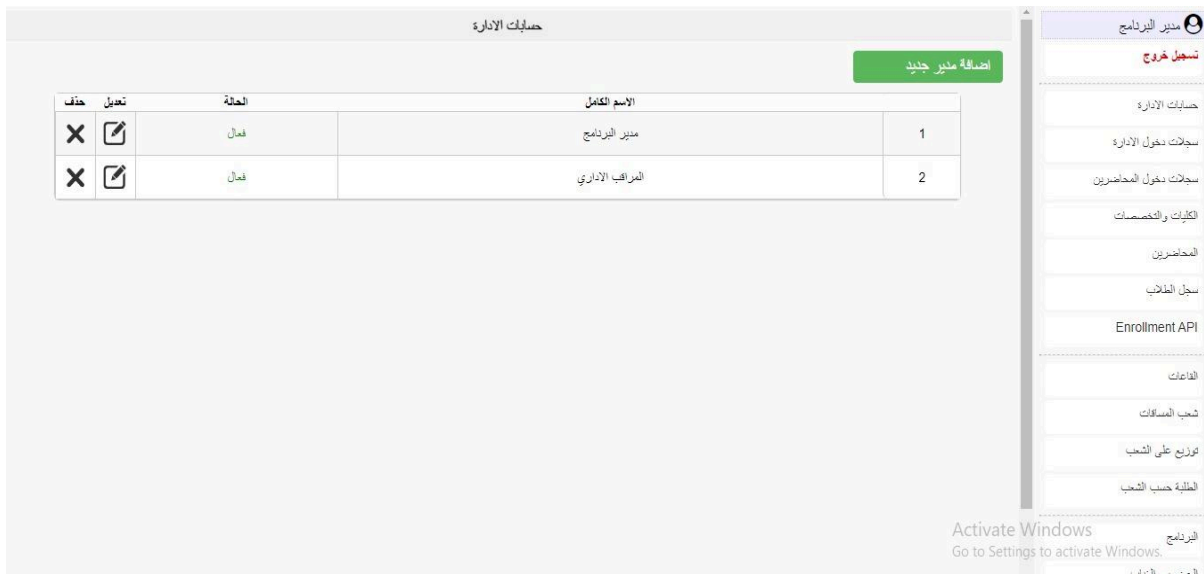 حسابات الادارة
اضافة مدير جديد
الاسم الكامل الحالة تعديل حذف
1 مدير البرنامج فعال
2 المراقب الاداري فعال
مدير البرنامج
تسجيل خروج
حسابات الادارة
سجلات دخول الادارة
سجلات دخول المحاضرين
الكليات والتخصصات
المحاضرين
سجل الطلاب
Enrollment API
القاعات
شعب المساقات
توزيع على الشعب
الطلبة حسب الشعب
البرنامج
Activate Windows
Go to Settings to activate Windows.